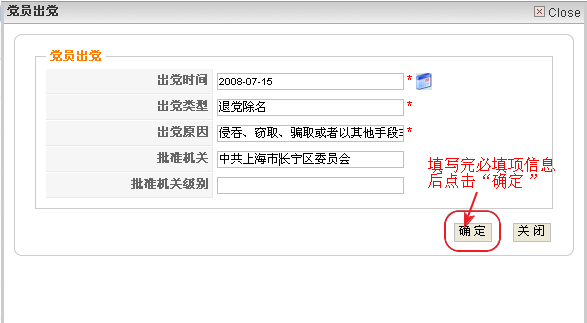 党员出党
Close
党员出党
出党时间 2008-07-15 *
出党类型 退党除名 *
出党原因 侵吞、窃取、骗取或者以其他手段 *
批准机关 中共上海市长宁区委员会
批准机关级别
填写完必填项信息
后点击“确定”
确 定 关 闭